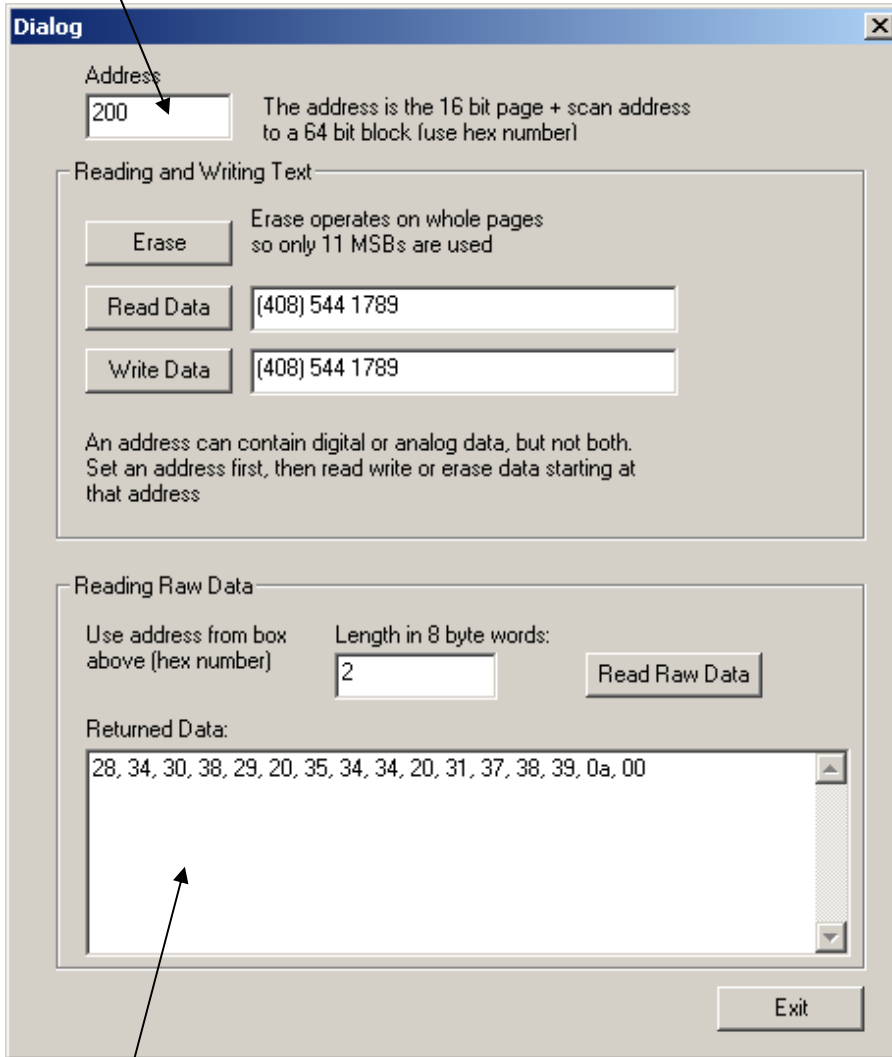 Dialog
Address
200
The address is the 16 bit page + scan address
to a 64 bit block (use hex number)
Reading and Writing Text
Erase
Erase operates on whole pages
so only 11 MSBs are used
Read Data
(408) 544 1789
Write Data
(408) 544 1789
An address can contain digital or analog data, but not both.
Set an address first, then read write or erase data starting at
that address
Reading Raw Data
Use address from box
above (hex number)
Length in 8 byte words:
2
Read Raw Data
Returned Data:
28, 34, 30, 38, 29, 20, 35, 34, 34, 20, 31, 37, 38, 39, 0a, 00
Exit